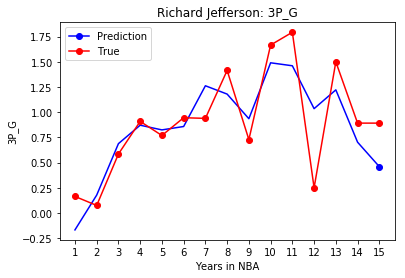 Richard Jefferson: 3P_G
Prediction
True
1.75
1.50
1.25
1.00
0.75
0.50
0.25
0.00
−0.25
3P_G
1 2 3 4 5 6 7 8 9 10 11 12 13 14 15
Years in NBA